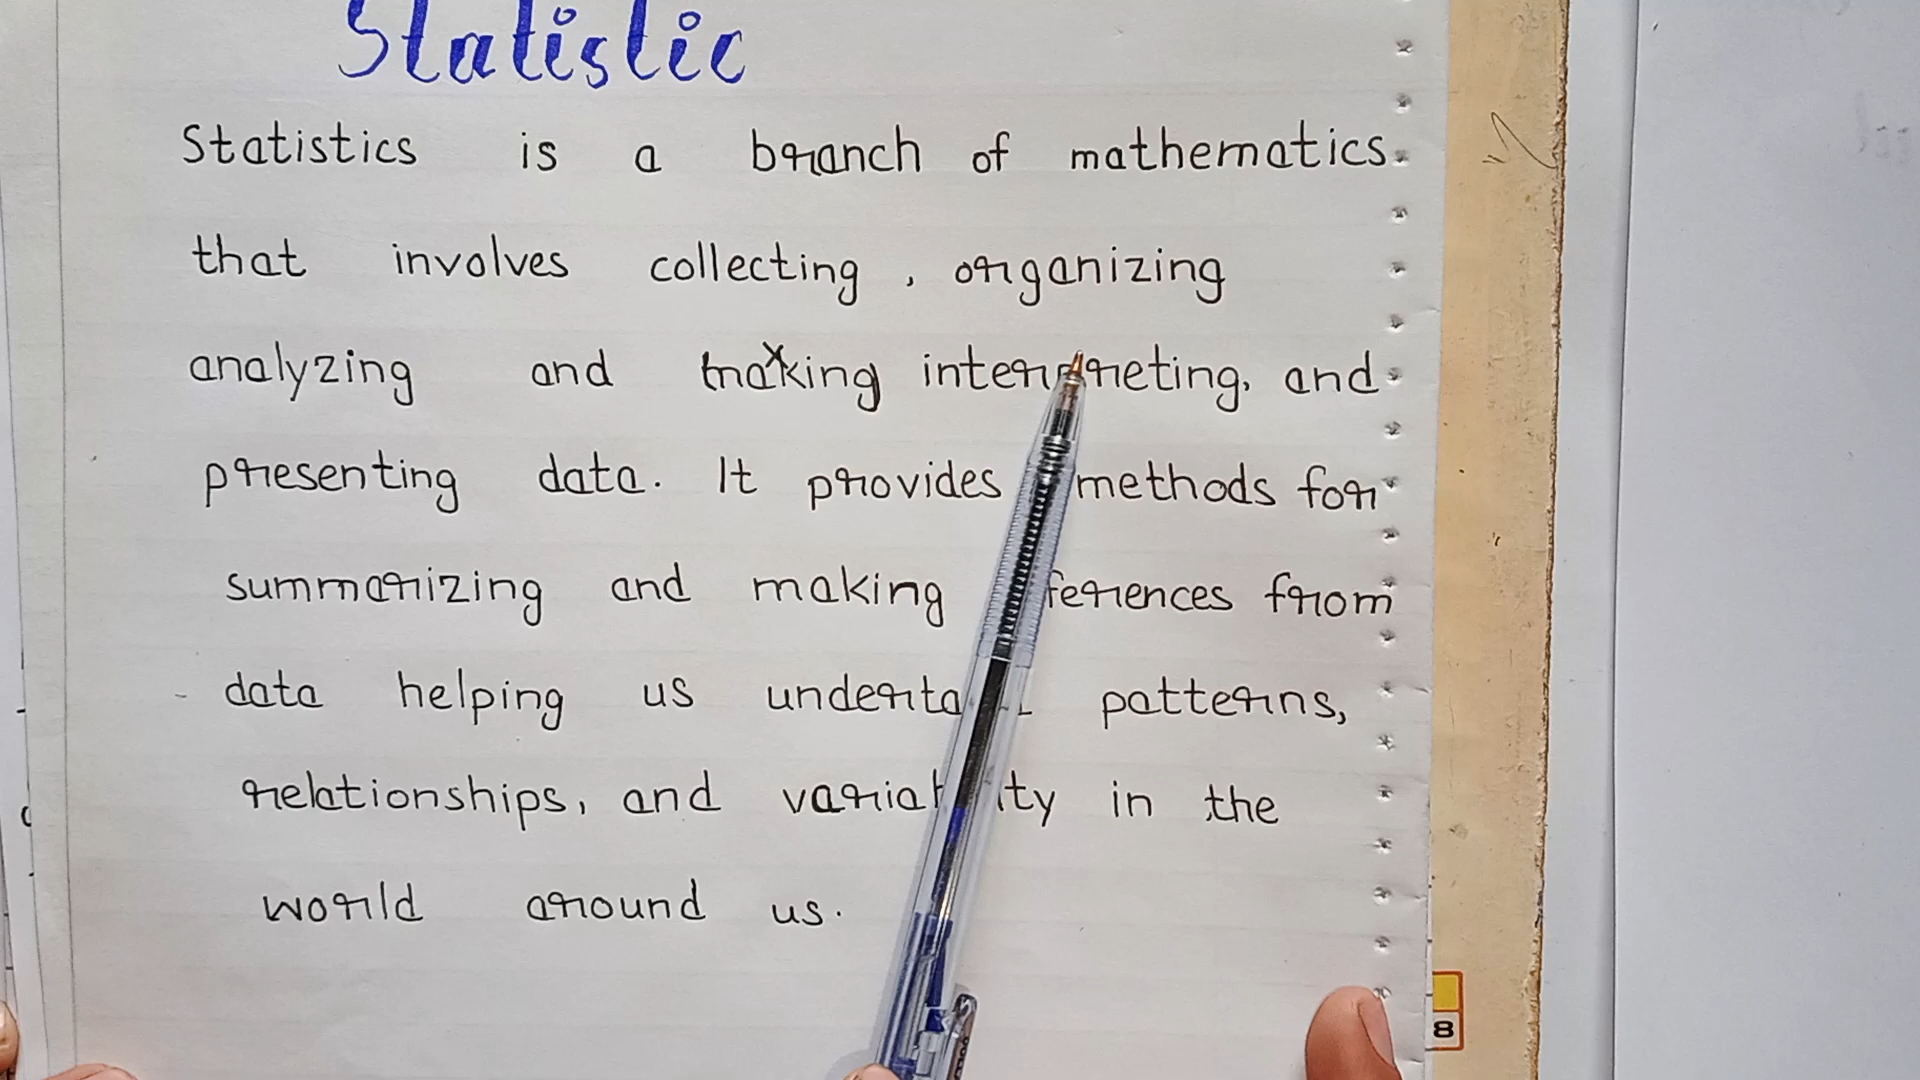 Statistic
Statistics is a branch of mathematics.
that involves collecting , organizing
analyzing and making interpreting, and
presenting data. It provides methods for
summarizing and making ferences from
data helping us underta patterns,
relationships, and variability in the
world around us.
8